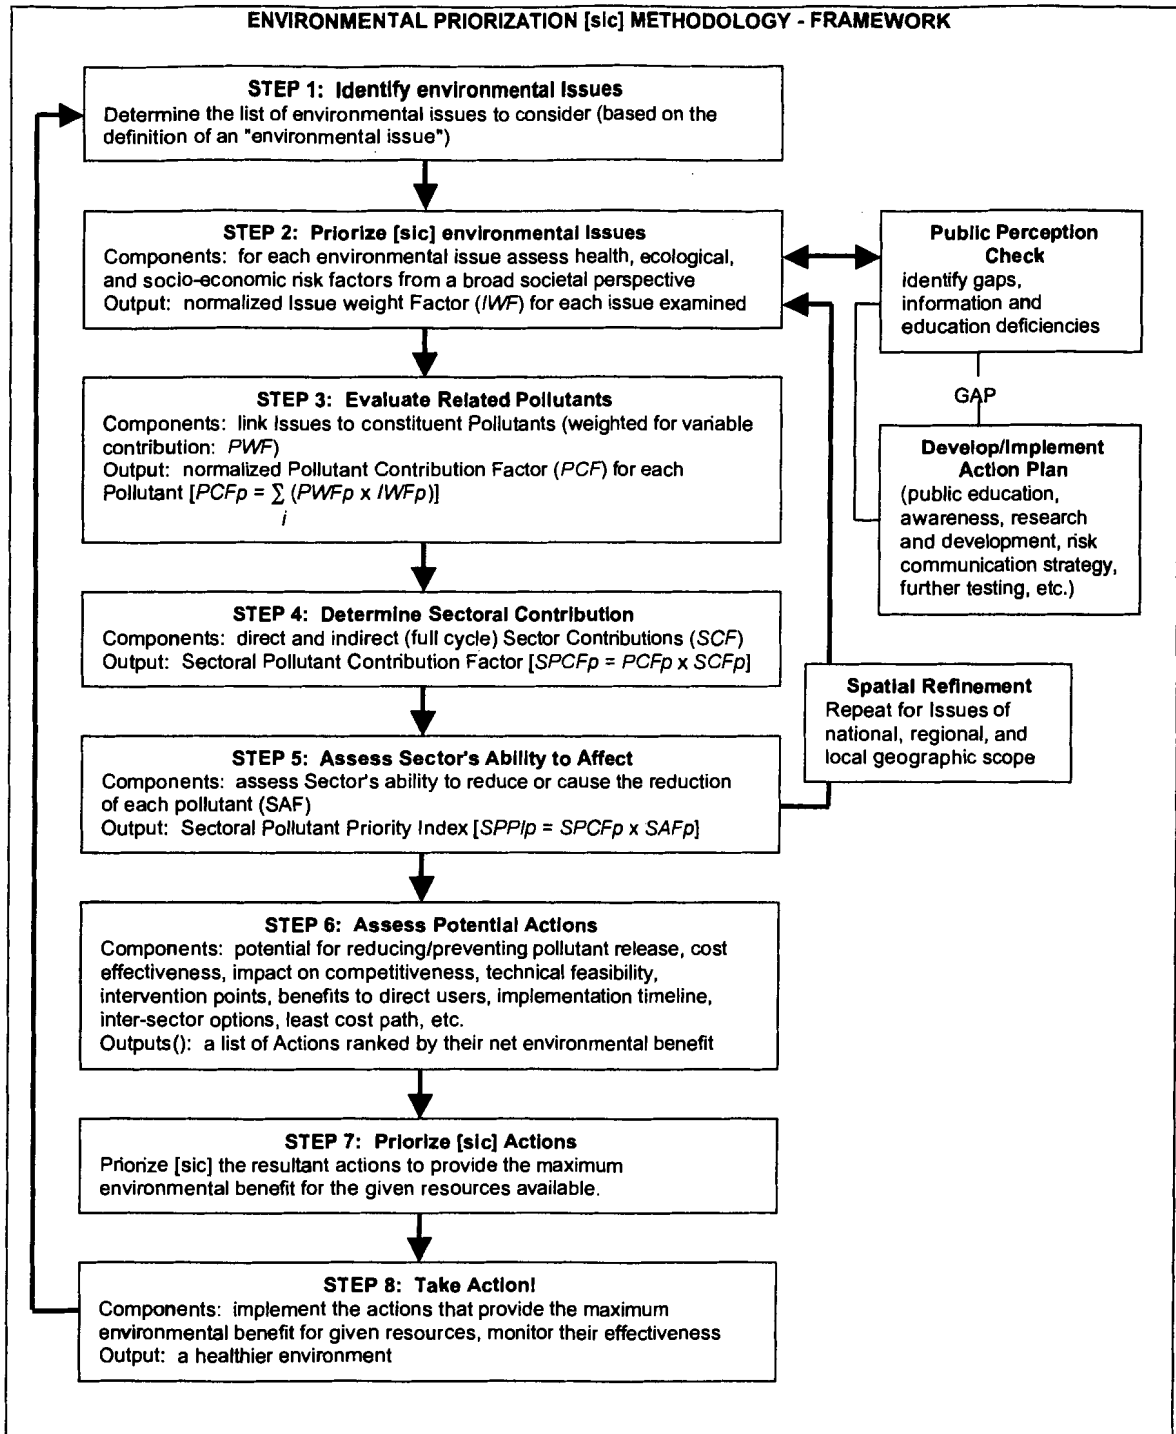 ENVIRONMENTAL PRIORIZATION [sic] METHODOLOGY - FRAMEWORK
STEP 1: Identify environmental Issues
Determine the list of environmental issues to consider (based on the
definition of an "environmental issue")
STEP 2: Priorize [sic] environmental Issues
Components: for each environmental issue assess health, ecological,
and socio-economic risk factors from a broad societal perspective
Output: normalized Issue weight Factor (IWF) for each issue examined
Public Perception
Check
identify gaps,
information and
education deficiencies
GAP
Develop/Implement
Action Plan
(public education,
awareness, research
and development, risk
communication strategy,
further testing, etc.)
STEP 3: Evaluate Related Pollutants
Components: link Issues to constituent Pollutants (weighted for variable
contribution: PWF)
Output: normalized Pollutant Contribution Factor (PCF) for each
Pollutant [PCFp = ∑ (PWFp x IWFp)]
i
STEP 4: Determine Sectoral Contribution
Components: direct and indirect (full cycle) Sector Contributions (SCF)
Output: Sectoral Pollutant Contribution Factor [SPCFp = PCFp x SCFp]
Spatial Refinement
Repeat for Issues of
national, regional, and
local geographic scope
STEP 5: Assess Sector's Ability to Affect
Components: assess Sector's ability to reduce or cause the reduction
of each pollutant (SAF)
Output: Sectoral Pollutant Priority Index [SPPIp = SPCFp x SAFp]
STEP 6: Assess Potential Actions
Components: potential for reducing/preventing pollutant release, cost
effectiveness, impact on competitiveness, technical feasibility,
intervention points, benefits to direct users, implementation timeline,
inter-sector options, least cost path, etc.
Outputs(): a list of Actions ranked by their net environmental benefit
STEP 7: Priorize [sic] Actions
Priorize [sic] the resultant actions to provide the maximum
environmental benefit for the given resources available.
STEP 8: Take Action!
Components: implement the actions that provide the maximum
environmental benefit for given resources, monitor their effectiveness
Output: a healthier environment